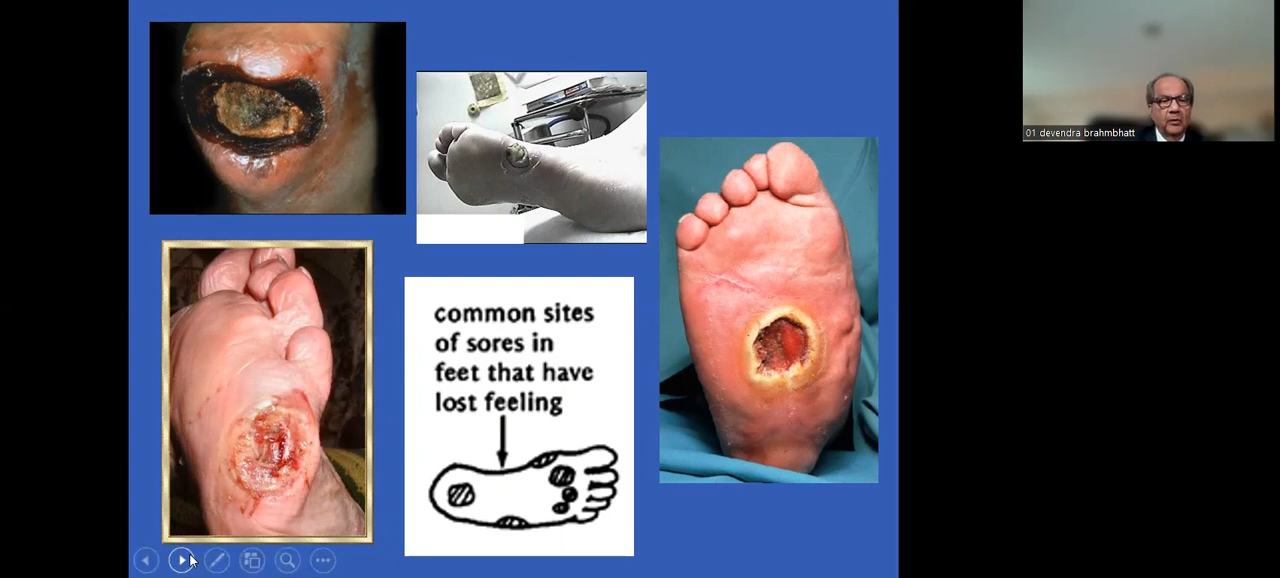 01 devendra brahmbhatt
common sites
of sores in
feet that have
lost feeling